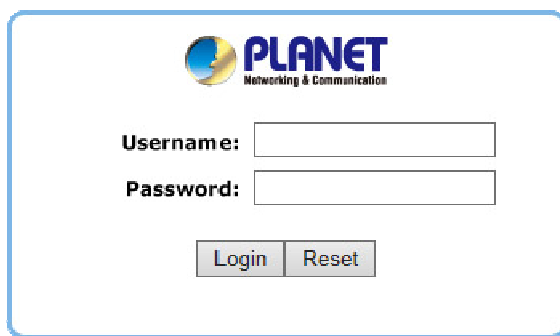 PLANET
Networking & Communication
Username:
Password:
Login Reset